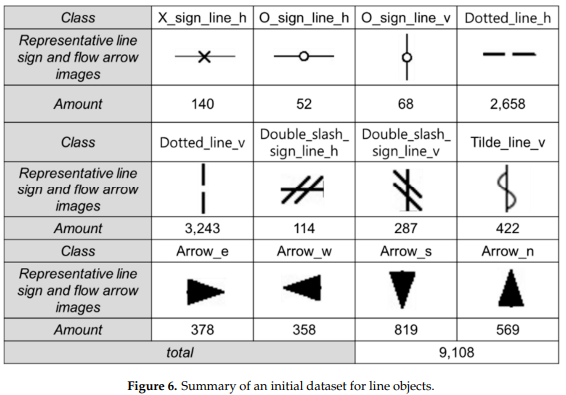 Class X_sign_line_h O_sign_line_h O_sign_line_v Dotted_line_h
Representative line
sign and flow arrow
images
Amount 140 52 68 2,658
Class Dotted_line_v Double_slash_
sign_line_h Double_slash_
sign_line_v Tilde_line_v
Representative line
sign and flow arrow
images
Amount 3,243 114 287 422
Class Arrow_e Arrow_w Arrow_s Arrow_n
Representative line
sign and flow arrow
images
Amount 378 358 819 569
total 9,108
Figure 6. Summary of an initial dataset for line objects.